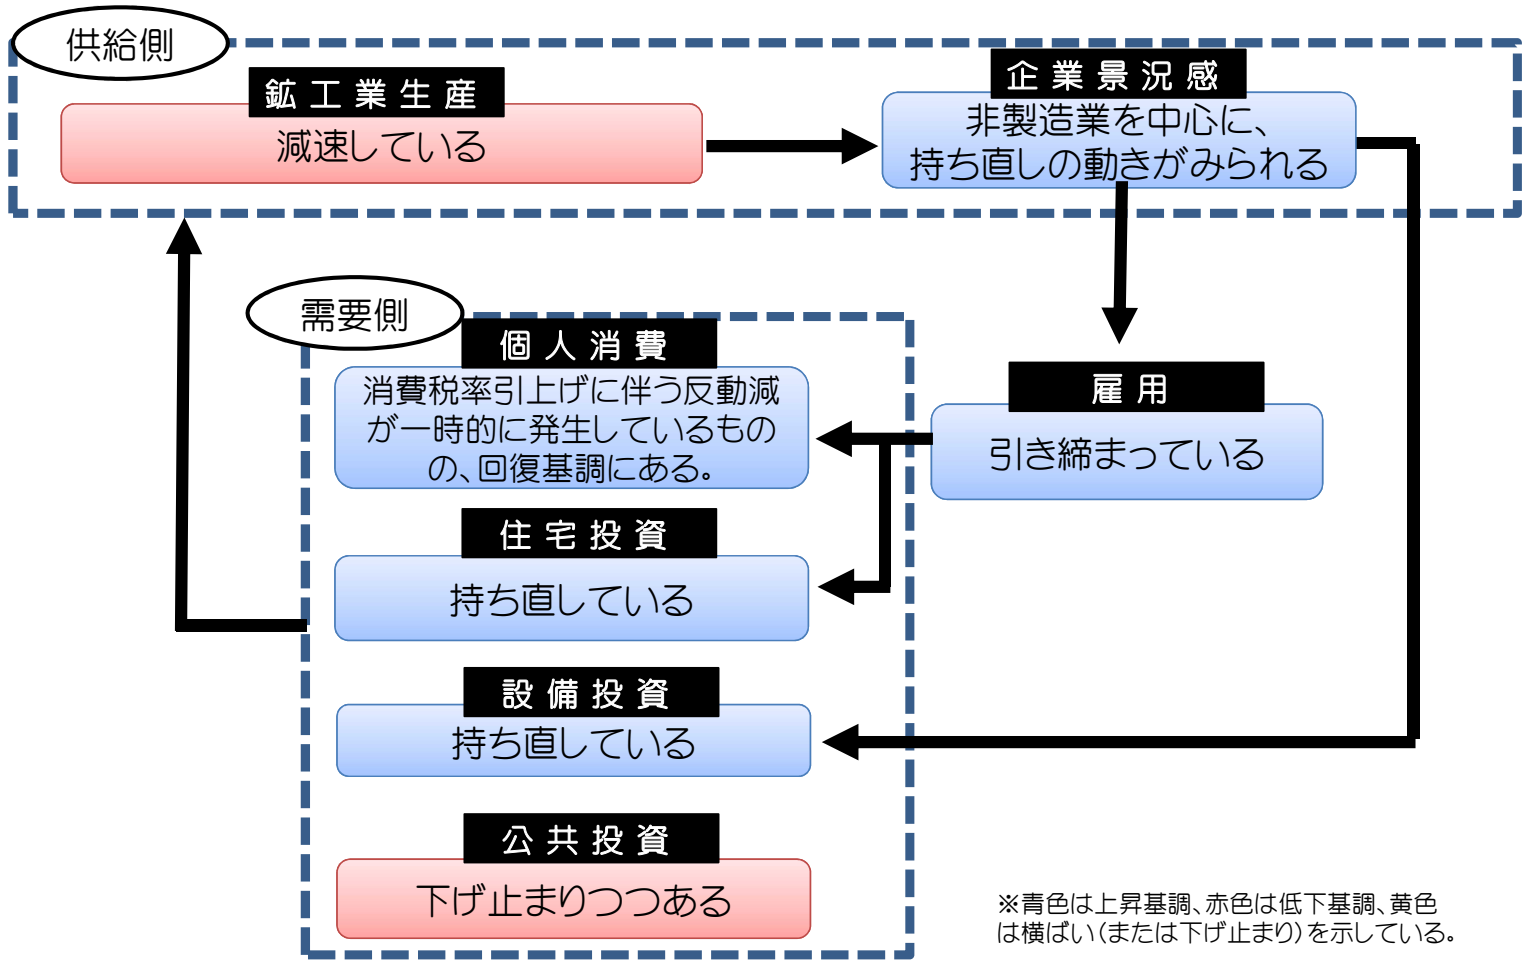 供給側
鉱工業生産
減速している
企業景況感
非製造業を中心に、
持ち直しの動きがみられる
需要側
個人消費
消費税率引上げに伴う反動減
が一時的に発生しているもの
の、回復基調にある。
雇用
引き締まっている
住宅投資
持ち直している
設備投資
持ち直している
公共投資
下げ止まりつつある
※青色は上昇基調、赤色は低下基調、黄色
は横ばい(または下げ止まり)を示している。